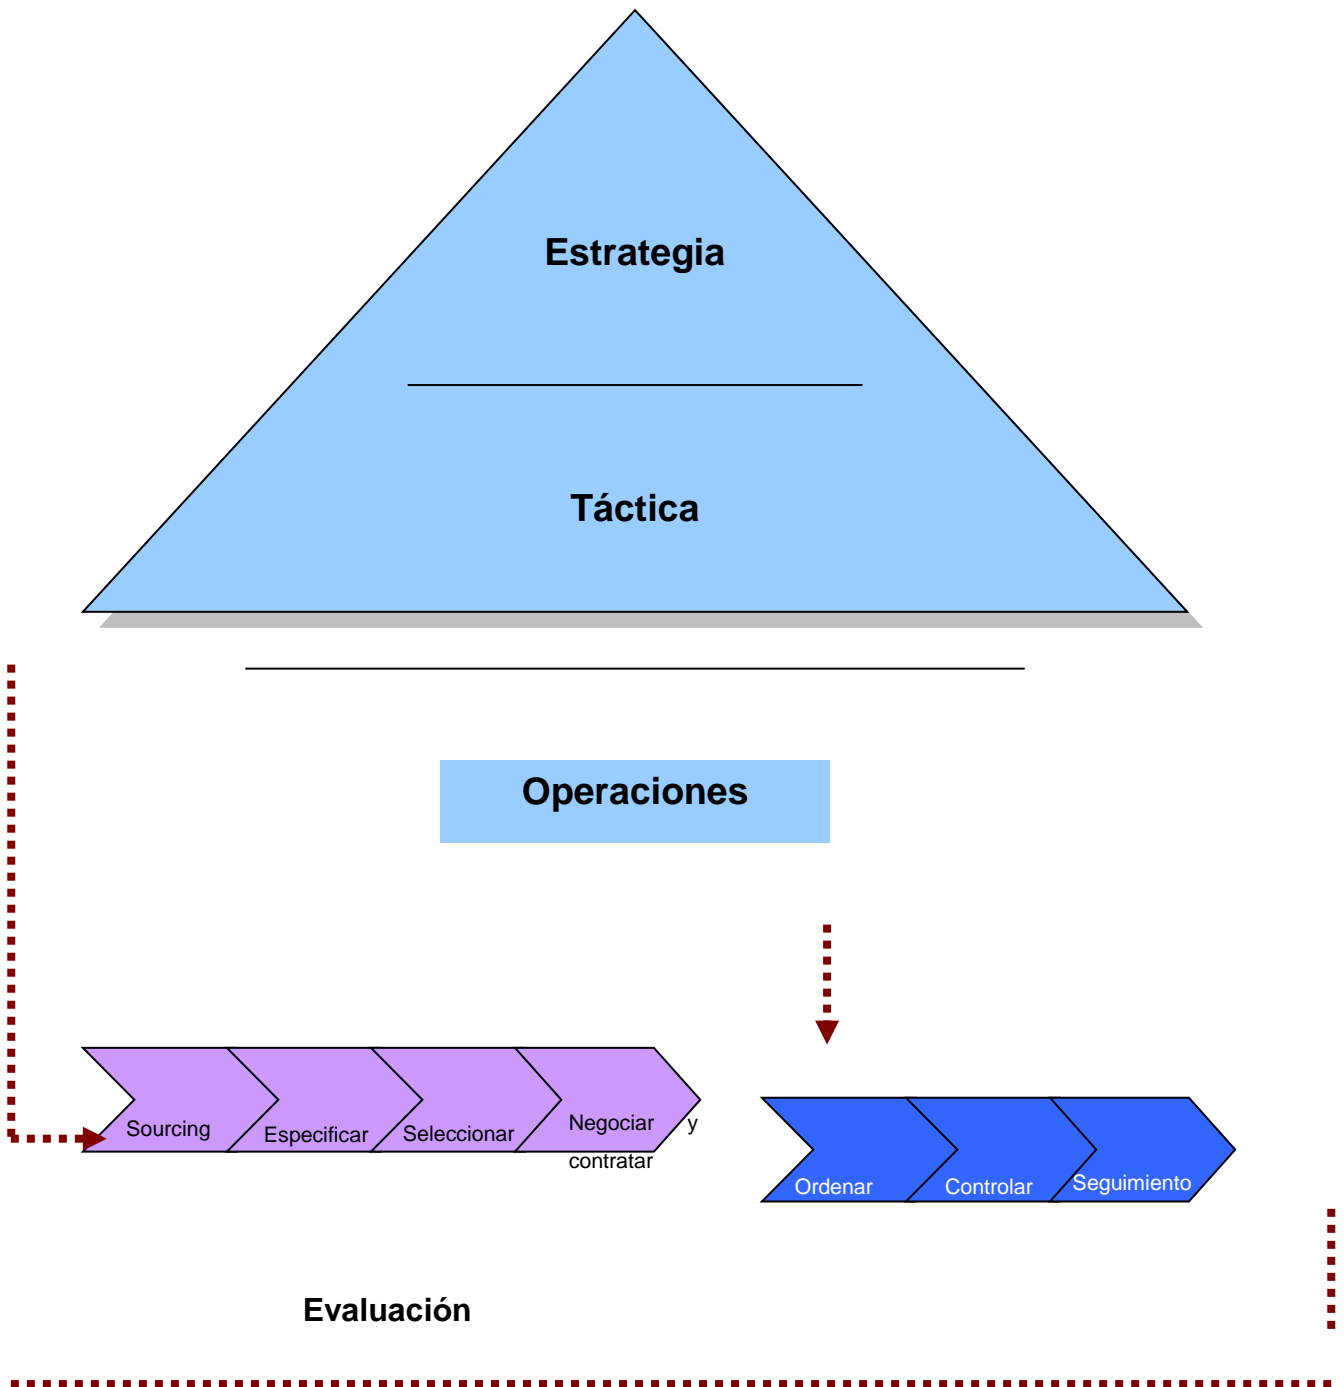 Estrategia
Táctica
Operaciones
Sourcing
Especificar
Seleccionar
Negociar y
contratar
Ordenar
Controlar
Seguimiento
Evaluación